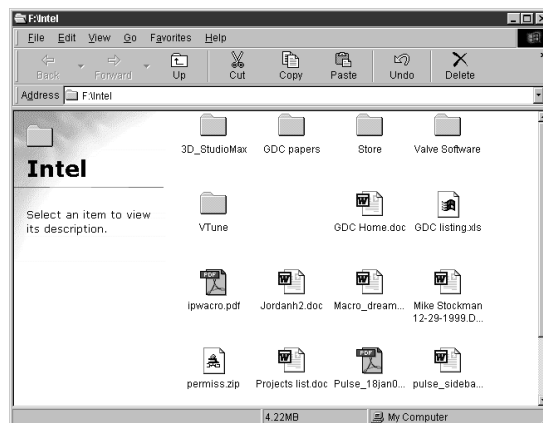 F:\Intel
File Edit View Go Favorites Help
Back Forward Up Cut Copy Paste Undo Delete
Address F:\Intel
Intel
Select an item to view
its description.
3D_StudioMax GDC papers Store Valve Software
VTune GDC Home.doc GDC listing.xls
PDF
ipwacro.pdf Jordanh2.doc Macro_dream... Mike Stockman
12-29-1999.D...
PDF
permiss.zip Projects list.doc Pulse_18jan0... pulse_sideba...
4.22MB My Computer